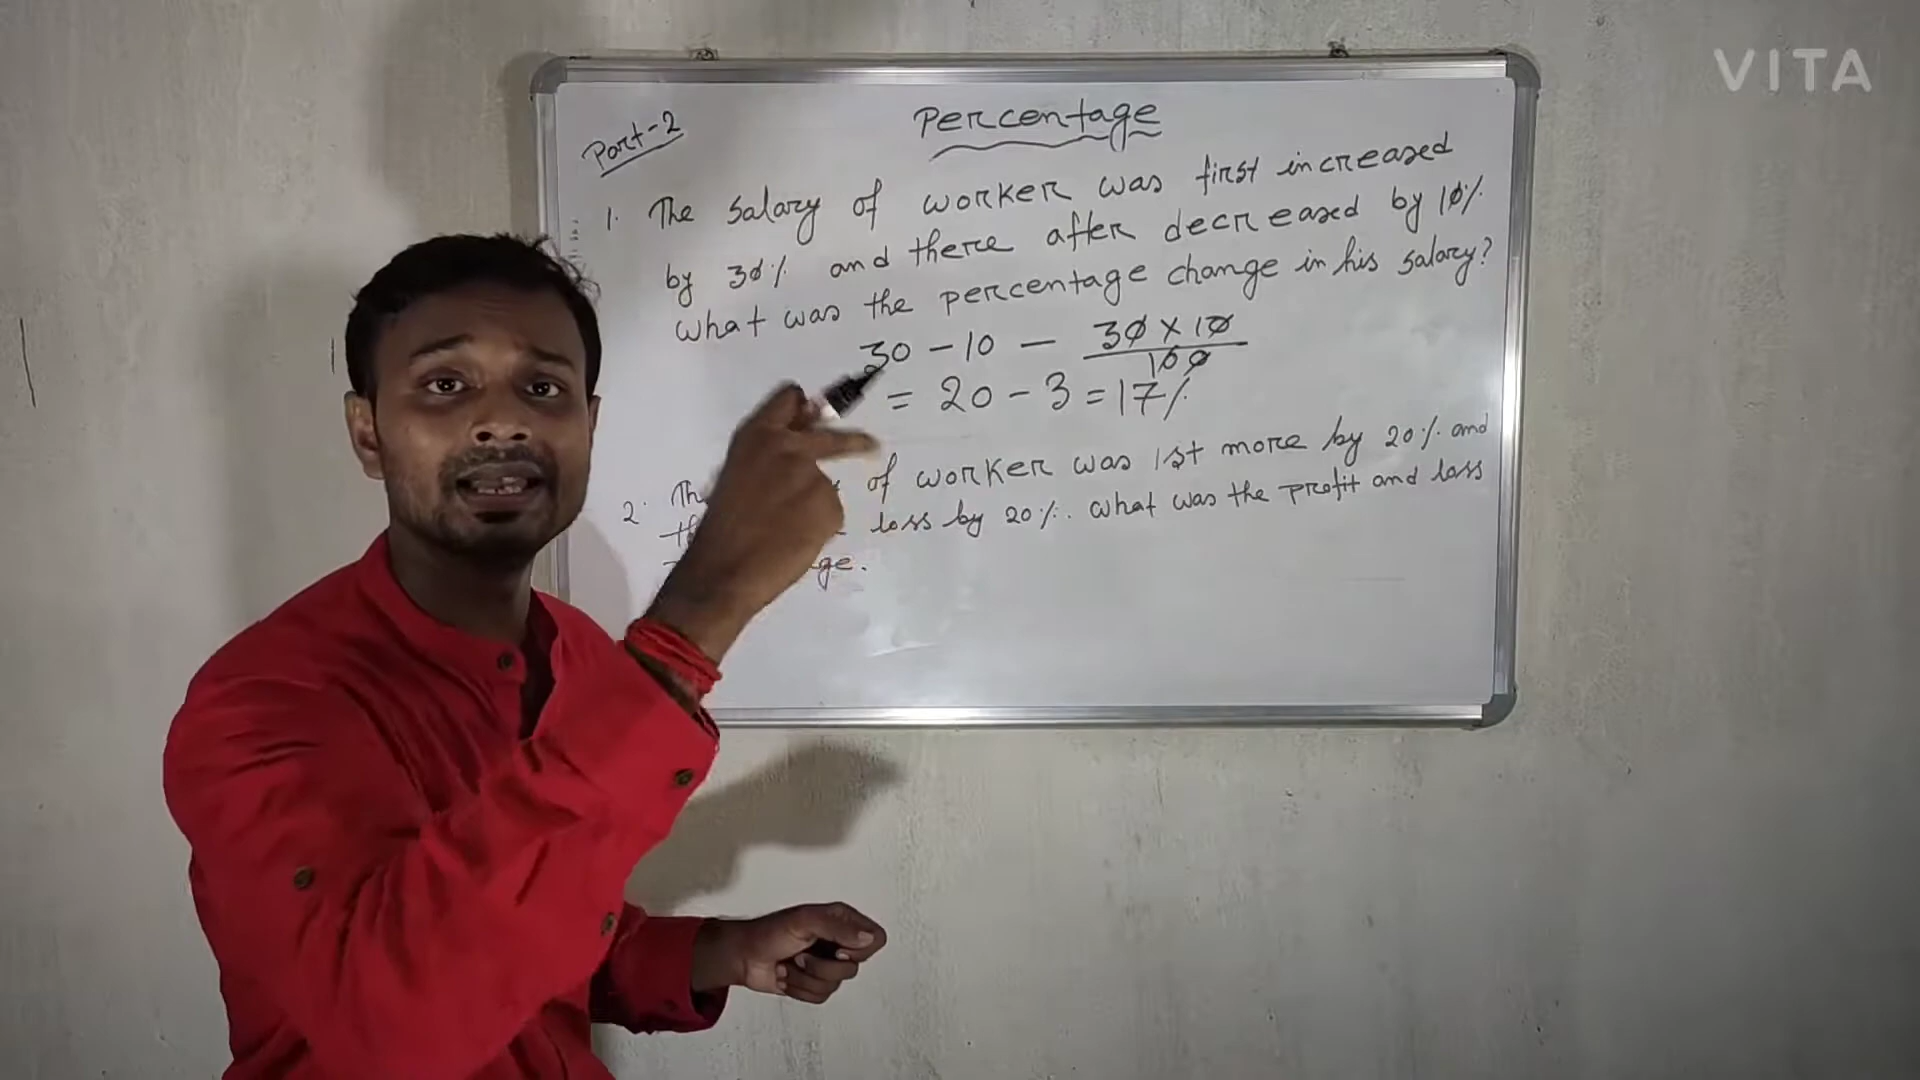 VITA
Percentage
Part-2
1. The salary of worker was first increased
by 30% and there after decreased by 10%
what was the percentage change in his salary?
30 - 10 - 30 x 10
100
= 20 - 3 = 17%
2. of worker was 1st more by 20% and
loss by 20%. What was the profit and loss